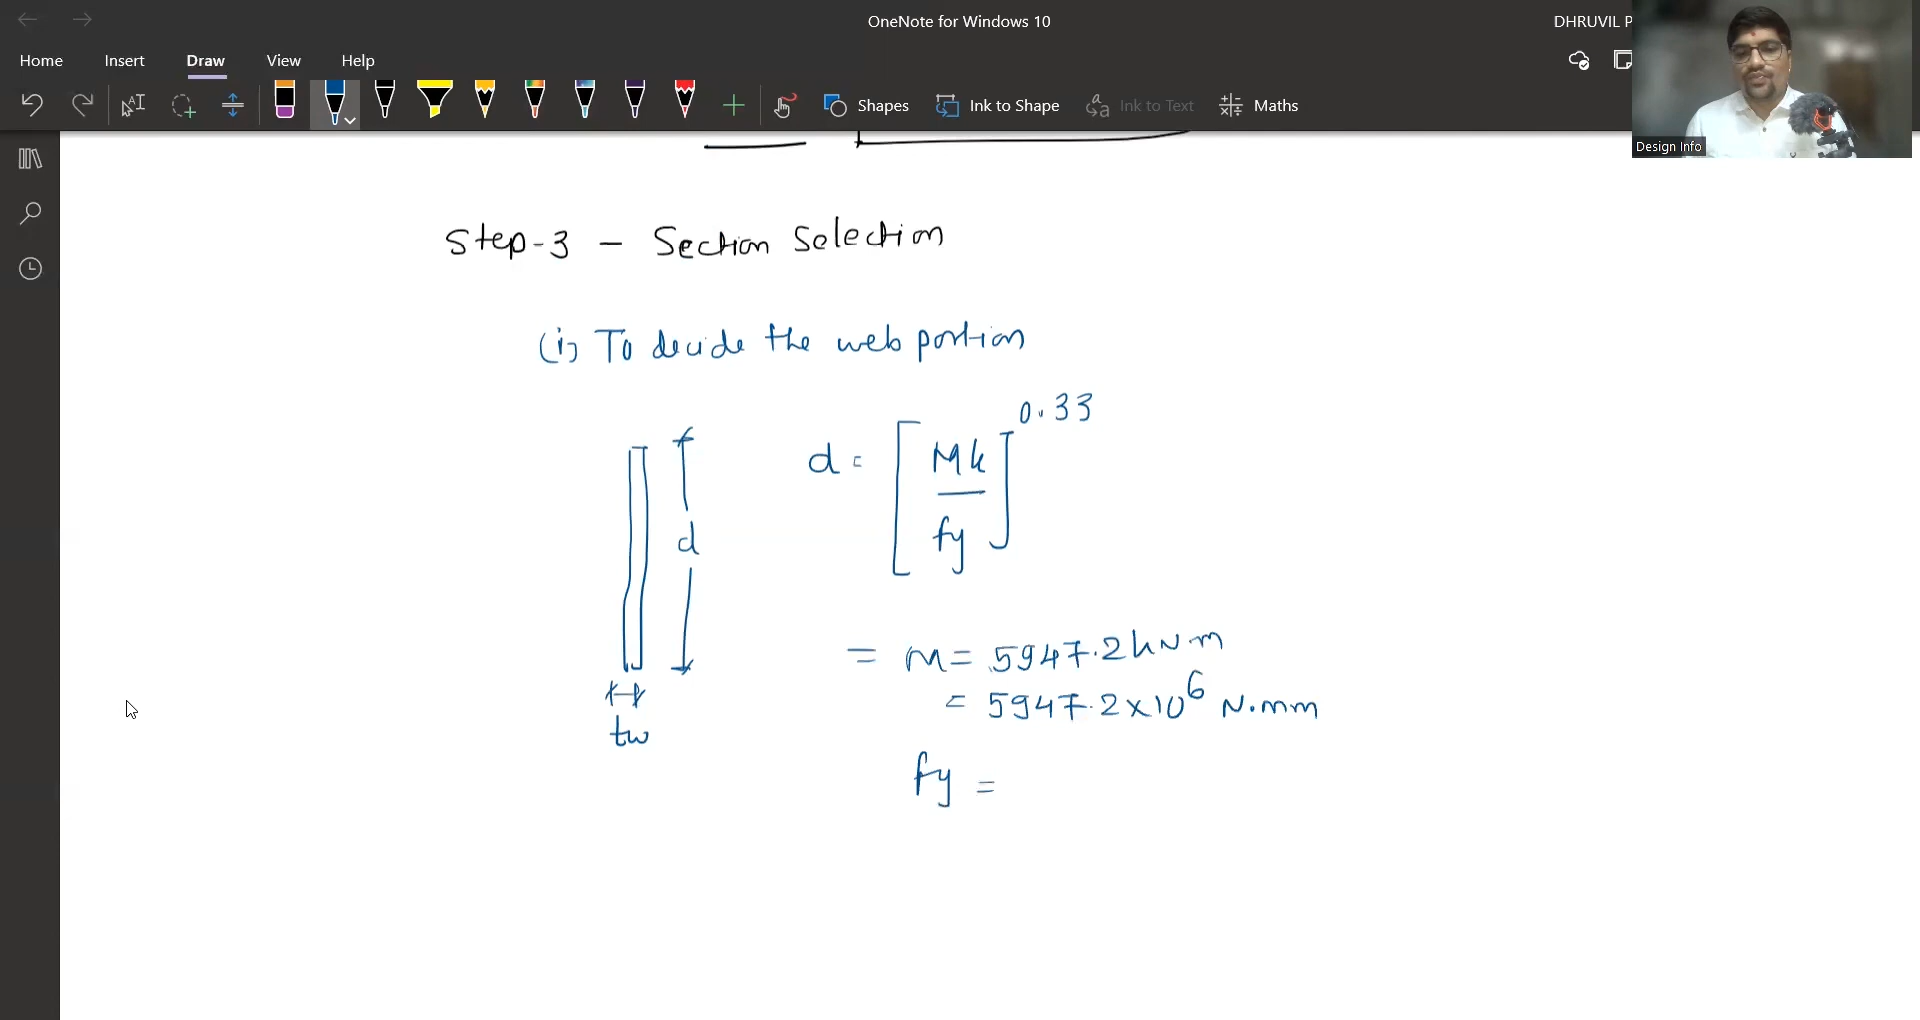 OneNote for Windows 10
DHRUVIL P
Home Insert Draw View Help
Shapes Ink to Shape Ink to Text Maths
Design Info
Step-3 - Section Selection
(i) To decide the web portion
d = [Mk/fy]^0.33
d
tw
= M = 5947.2 kN.m
= 5947.2 x 10^6 N.mm
fy =